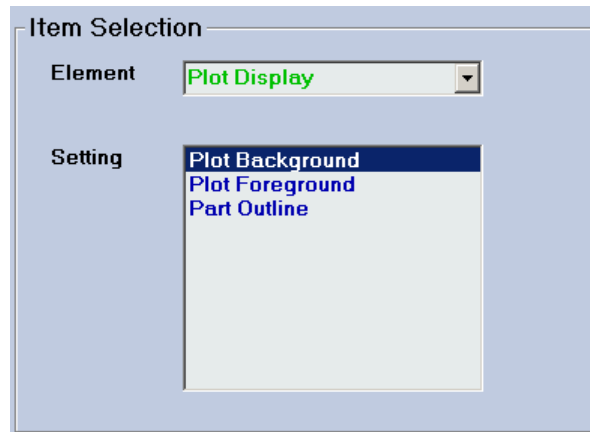 Item Selection
Element Plot Display
Setting Plot Background
Plot Foreground
Part Outline